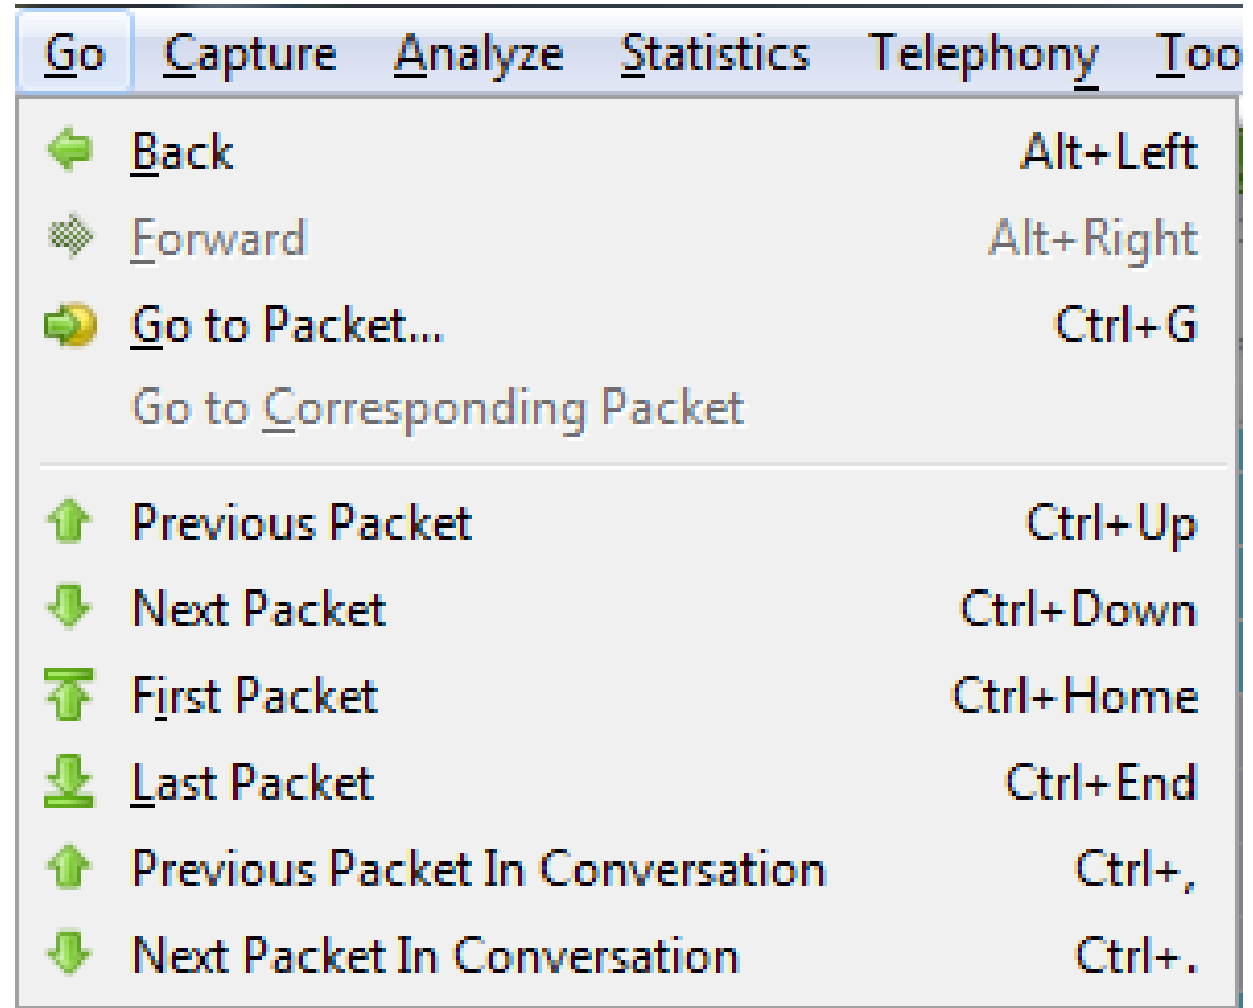 Go Capture Analyze Statistics Telephony Too
Back Alt+Left
Forward Alt+Right
Go to Packet... Ctrl+G
Go to Corresponding Packet
Previous Packet Ctrl+Up
Next Packet Ctrl+Down
First Packet Ctrl+Home
Last Packet Ctrl+End
Previous Packet In Conversation Ctrl+,
Next Packet In Conversation Ctrl+.